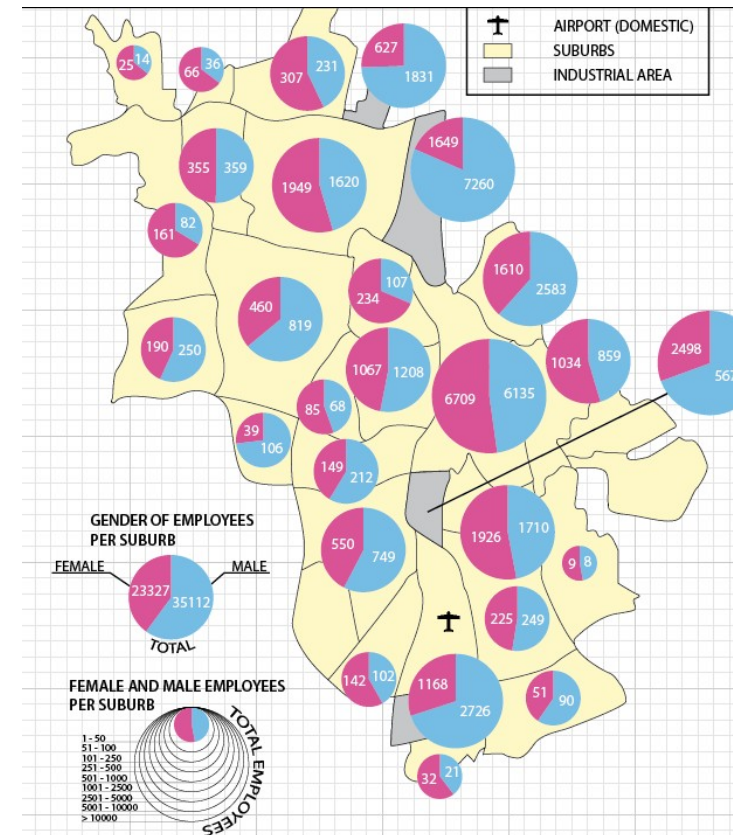 AIRPORT (DOMESTIC)
SUBURBS
INDUSTRIAL AREA
25 14
66 36
307 231
627 1831
355 359
1949 1620
1649 7260
161 82
460 819
234 107
1610 2583
190 250
1067 1208
6709 6135
1034 859
2498 567
85 68
39 106
149 212
550 749
1926 1710
9 8
225 249
142 102
1168 2726
51 90
32 21
GENDER OF EMPLOYEES
PER SUBURB
FEMALE MALE
23327 35112
TOTAL
FEMALE AND MALE EMPLOYEES
PER SUBURB
TOTAL EMPLOYEES
1 - 50
51 - 100
101 - 250
251 - 500
501 - 1000
1001 - 2500
2501 - 5000
5001 - 10000
> 10000